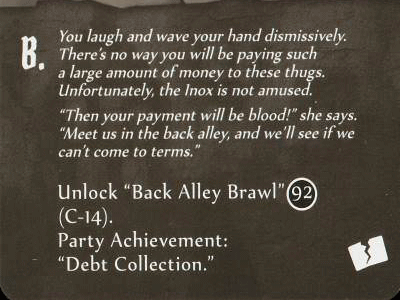 B.
You laugh and wave your hand dismissively.
There's no way you will be paying such
a large amount of money to these thugs.
Unfortunately, the Inox is not amused.
“Then your payment will be blood!” she says.
“Meet us in the back alley, and we'll see if we
can't come to terms.”
Unlock “Back Alley Brawl” 92
(C-14).
Party Achievement:
“Debt Collection.”